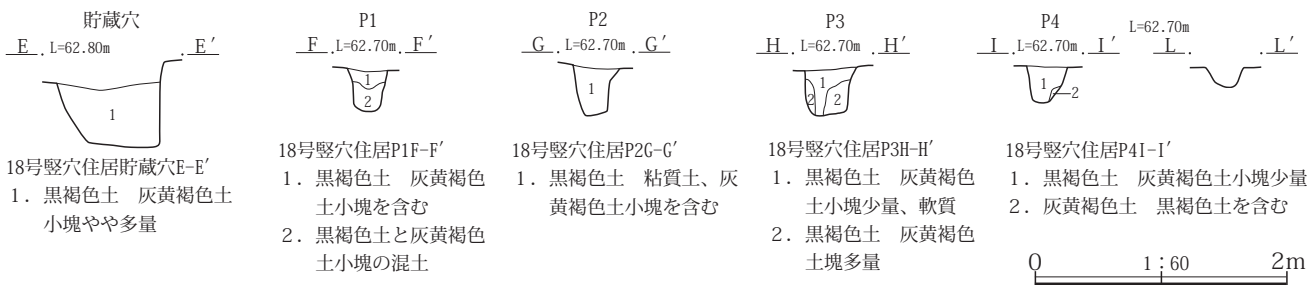 貯蔵穴
E . L=62.80m . E′
1
18号竪穴住居貯蔵穴E-E′
1. 黒褐色土 灰黄褐色土
小塊やや多量
P1
F . L=62.70m . F′
1
2
18号竪穴住居P1F-F′
1. 黒褐色土 灰黄褐色
土小塊を含む
2. 黒褐色土と灰黄褐色
土小塊の混土
P2
G . L=62.70m . G′
1
18号竪穴住居P2G-G′
1. 黒褐色土 粘質土、灰
黄褐色土小塊を含む
P3
H . L=62.70m . H′
1
2 2
18号竪穴住居P3H-H′
1. 黒褐色土 灰黄褐色
土小塊少量、軟質
2. 黒褐色土 灰黄褐色
土塊多量
P4
I . L=62.70m . I′
1
2
18号竪穴住居P4I-I′
1. 黒褐色土 灰黄褐色土小塊少量
2. 灰黄褐色土 黒褐色土を含む
L=62.70m
L . . L′
0 1:60 2m